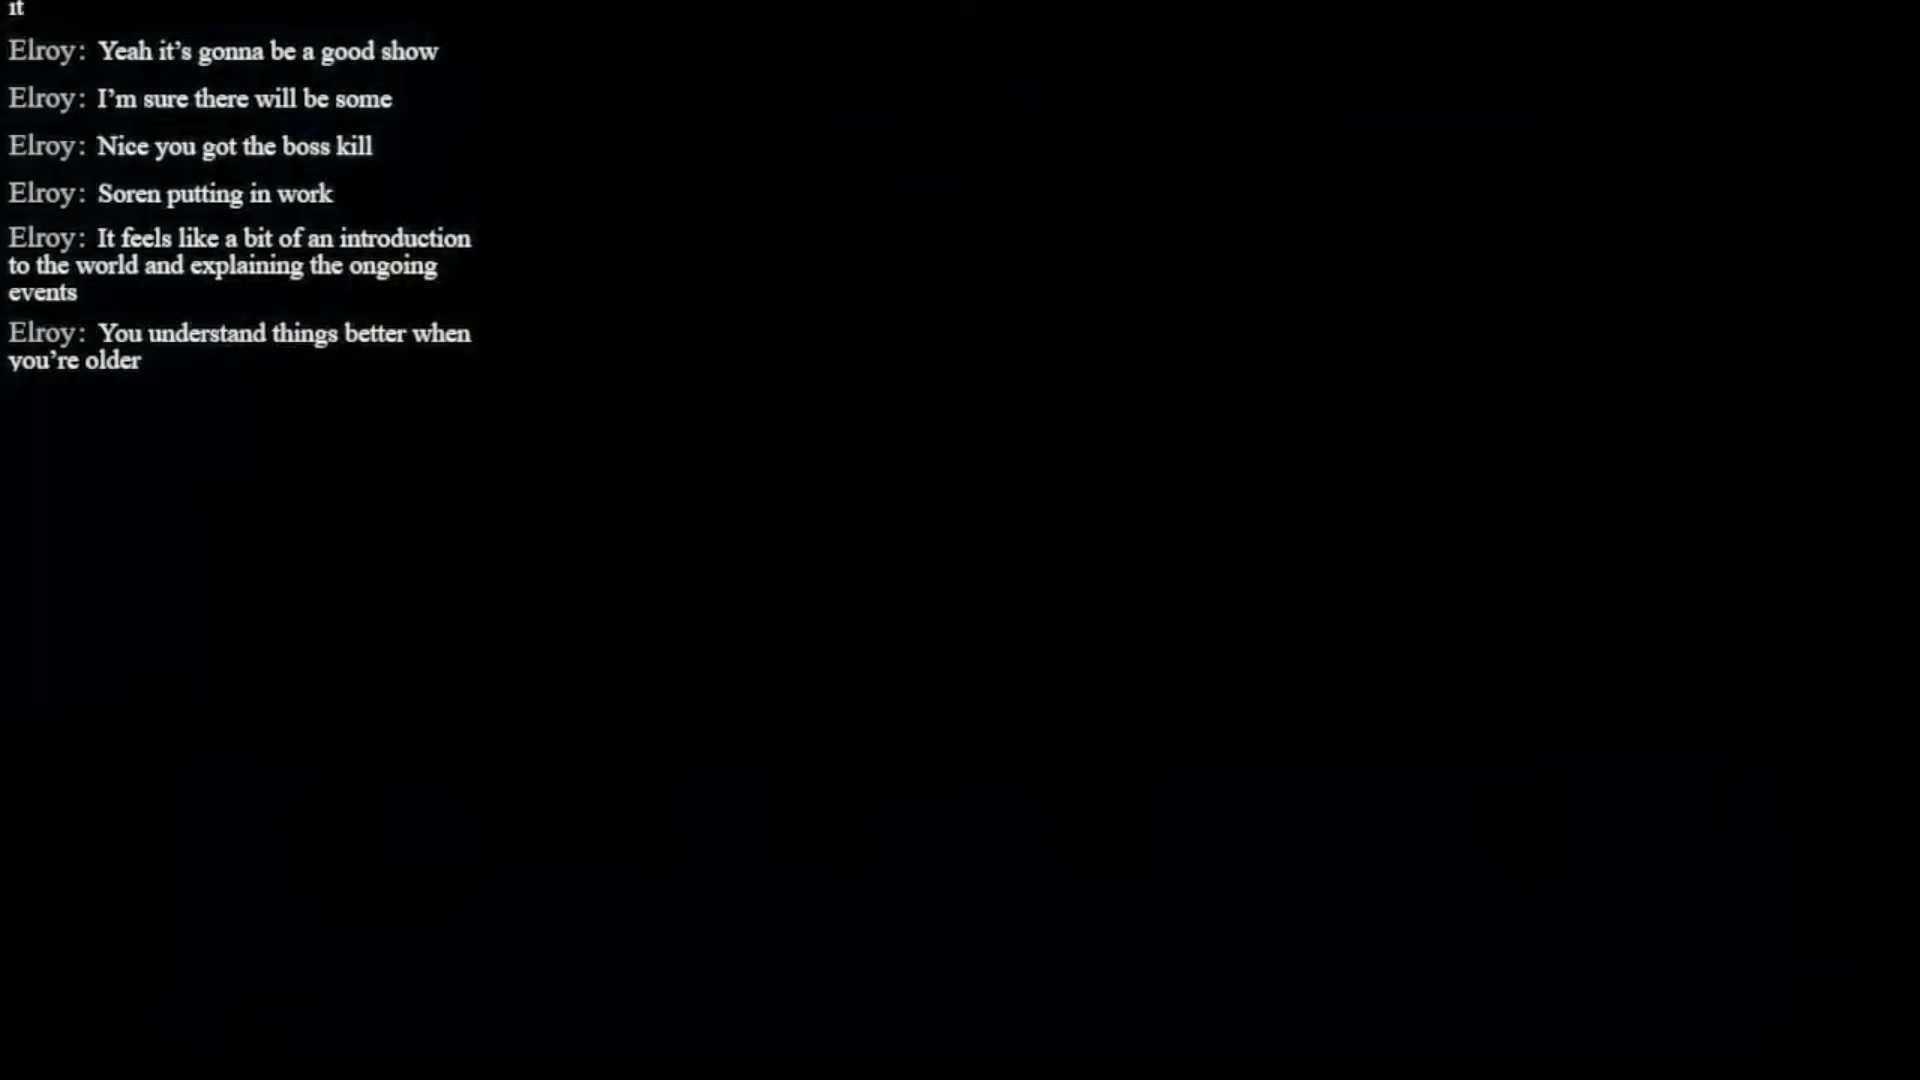 it
Elroy: Yeah it’s gonna be a good show
Elroy: I’m sure there will be some
Elroy: Nice you got the boss kill
Elroy: Soren putting in work
Elroy: It feels like a bit of an introduction
to the world and explaining the ongoing
events
Elroy: You understand things better when
you’re older